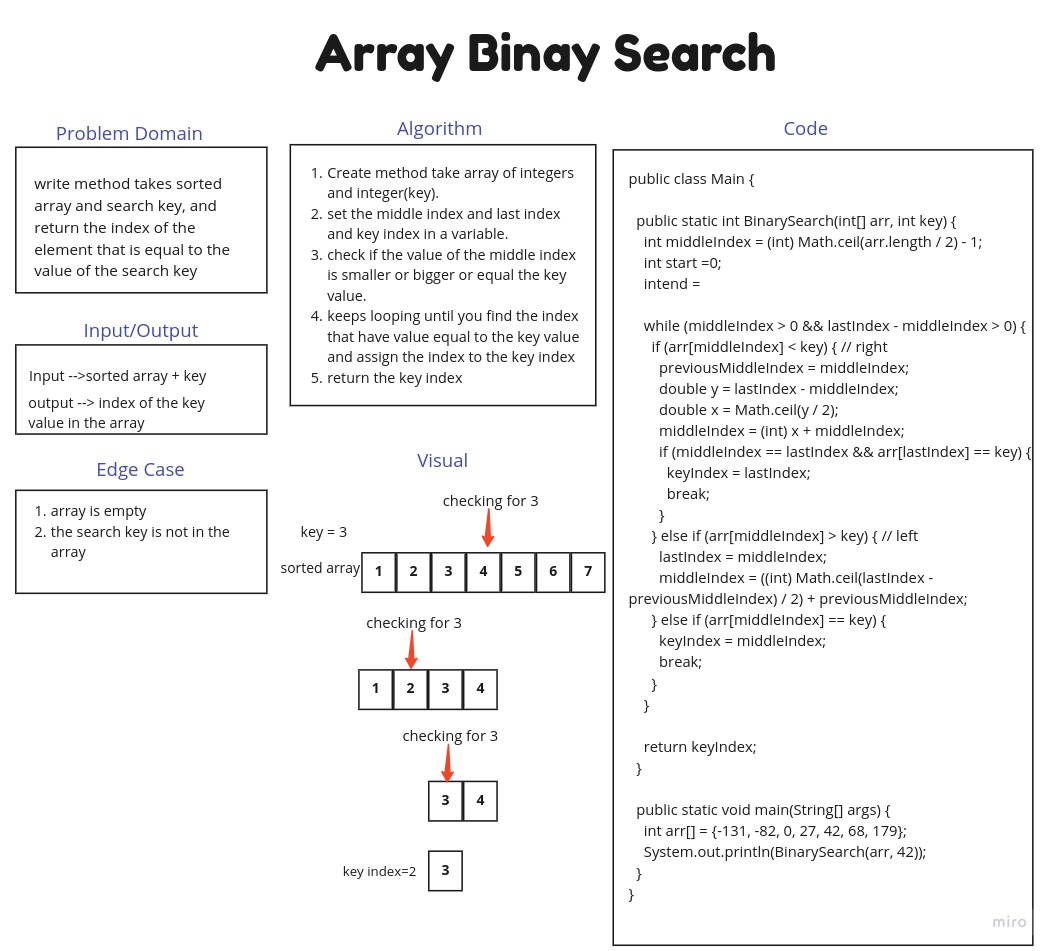 Array Binay Search
Problem Domain
write method takes sorted
array and search key, and
return the index of the
element that is equal to the
value of the search key
Input/Output
Input -->sorted array + key
output --> index of the key
value in the array
Edge Case
1. array is empty
2. the search key is not in the
array
Algorithm
1. Create method take array of integers
and integer(key).
2. set the middle index and last index
and key index in a variable.
3. check if the value of the middle index
is smaller or bigger or equal the key
value.
4. keeps looping until you find the index
that have value equal to the key value
and assign the index to the key index
5. return the key index
Visual
checking for 3
key = 3
sorted array 1 2 3 4 5 6 7
checking for 3
1 2 3 4
checking for 3
3 4
key index=2 3
Code
public class Main {
public static int BinarySearch(int[] arr, int key) {
int middleIndex = (int) Math.ceil(arr.length / 2) - 1;
int start =0;
intend =
while (middleIndex > 0 && lastIndex - middleIndex > 0) {
if (arr[middleIndex] < key) { // right
previousMiddleIndex = middleIndex;
double y = lastIndex - middleIndex;
double x = Math.ceil(y / 2);
middleIndex = (int) x + middleIndex;
if (middleIndex == lastIndex && arr[lastIndex] == key) {
keyIndex = lastIndex;
break;
}
} else if (arr[middleIndex] > key) { // left
lastIndex = middleIndex;
middleIndex = ((int) Math.ceil(lastIndex -
previousMiddleIndex) / 2) + previousMiddleIndex;
} else if (arr[middleIndex] == key) {
keyIndex = middleIndex;
break;
}
}
return keyIndex;
}
public static void main(String[] args) {
int arr[] = {-131, -82, 0, 27, 42, 68, 179};
System.out.println(BinarySearch(arr, 42));
}
}
miro